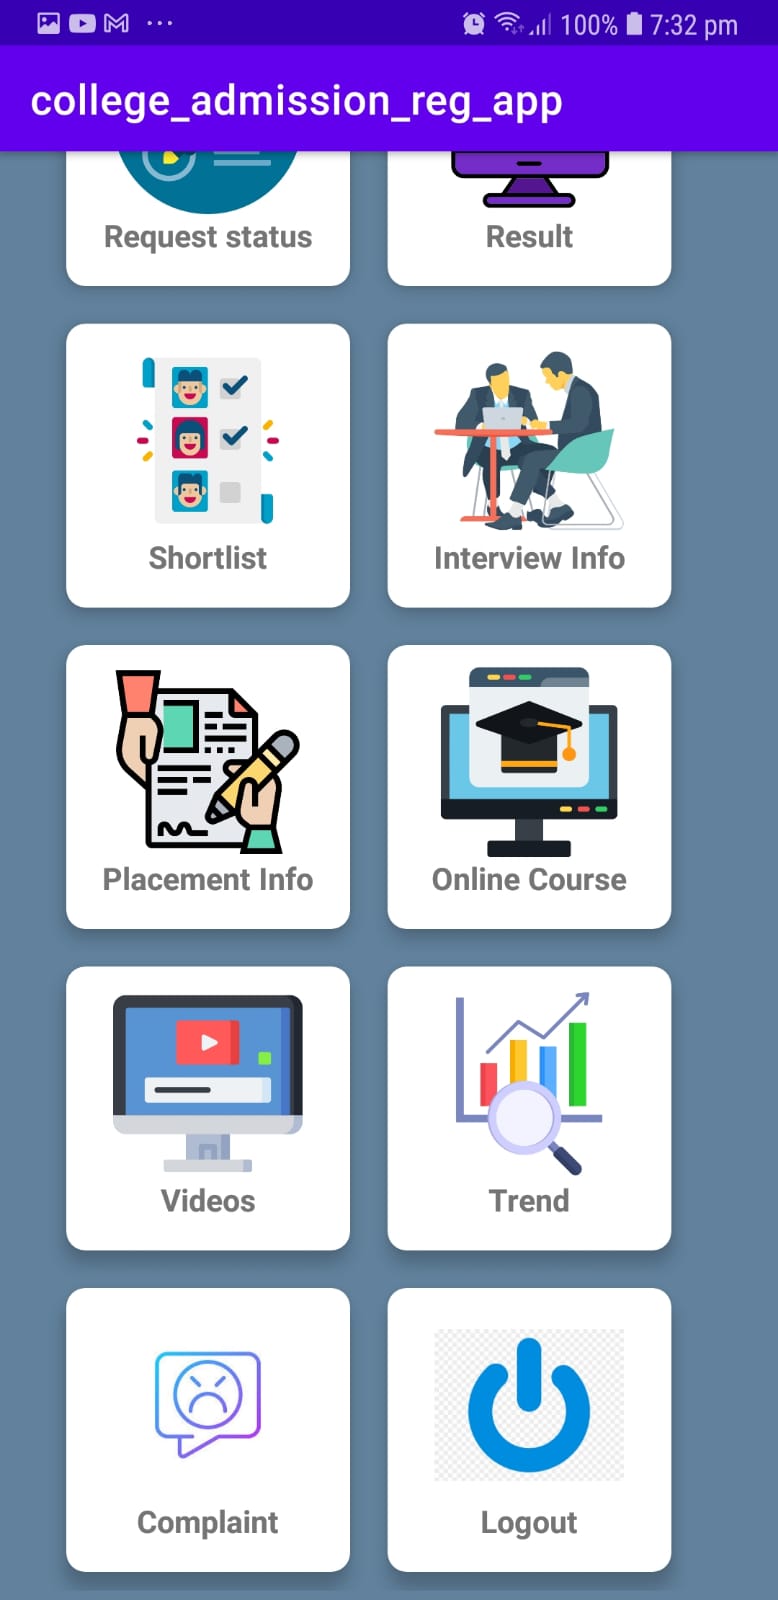 100% 7:32 pm
college_admission_reg_app
Request status
Result
Shortlist
Interview Info
Placement Info
Online Course
Videos
Trend
Complaint
Logout